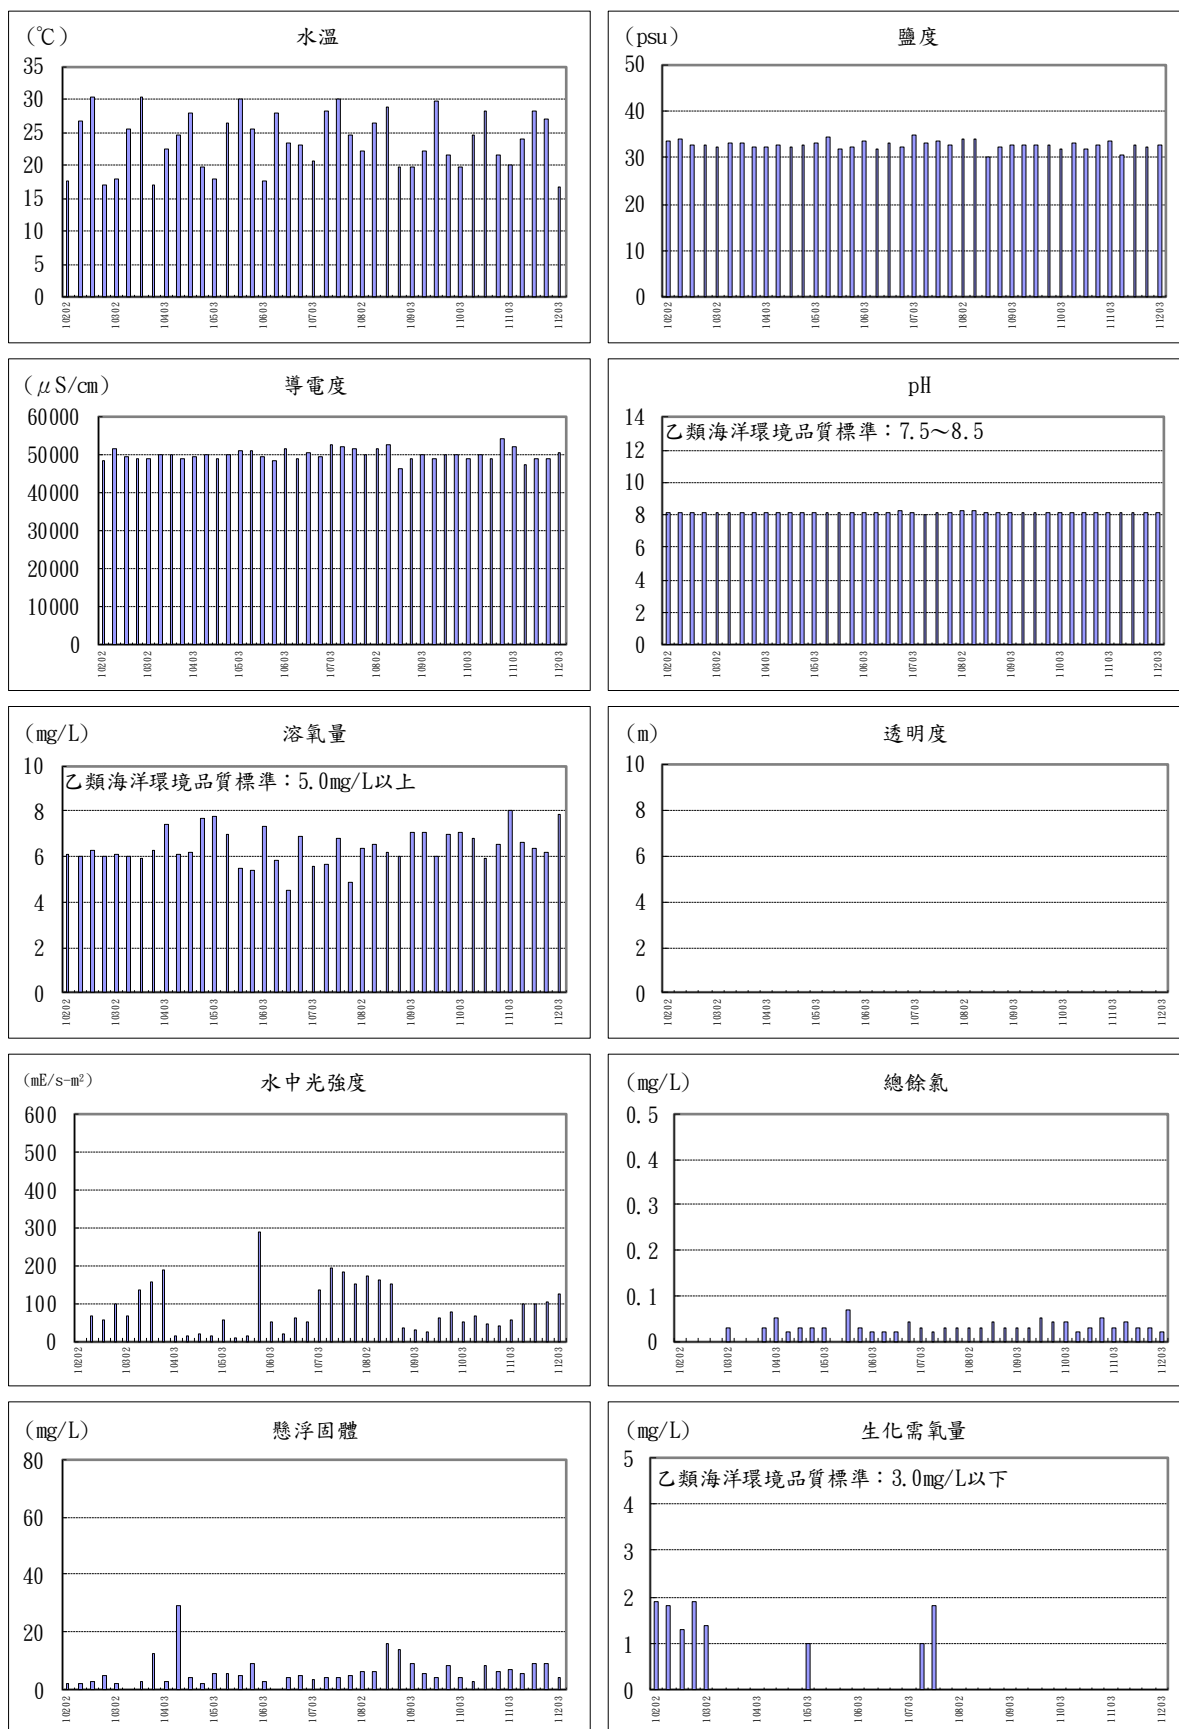 (℃) 水溫
35
30
25
20
15
10
5
0
10202 10302 10403 10503 10603 10703 10802 10903 11003 11103 11203
(psu) 鹽度
50
40
30
20
10
0
10202 10302 10403 10503 10603 10703 10802 10903 11003 11103 11203
(μS/cm) 導電度
60000
50000
40000
30000
20000
10000
0
10202 10302 10403 10503 10603 10703 10802 10903 11003 11103 11203
pH
14
乙類海洋環境品質標準：7.5～8.5
12
10
8
6
4
2
0
10202 10302 10403 10503 10603 10703 10802 10903 11003 11103 11203
(mg/L) 溶氧量
10
乙類海洋環境品質標準：5.0mg/L以上
8
6
4
2
0
10202 10302 10403 10503 10603 10703 10802 10903 11003 11103 11203
(m) 透明度
10
8
6
4
2
0
10202 10302 10403 10503 10603 10703 10802 10903 11003 11103 11203
(mE/s-m²) 水中光強度
600
500
400
300
200
100
0
10202 10302 10403 10503 10603 10703 10802 10903 11003 11103 11203
(mg/L) 總餘氯
0.5
0.4
0.3
0.2
0.1
0
10202 10302 10403 10503 10603 10703 10802 10903 11003 11103 11203
(mg/L) 懸浮固體
80
60
40
20
0
10202 10302 10403 10503 10603 10703 10802 10903 11003 11103 11203
(mg/L) 生化需氧量
5
乙類海洋環境品質標準：3.0mg/L以下
4
3
2
1
0
10202 10302 10403 10503 10603 10703 10802 10903 11003 11103 11203